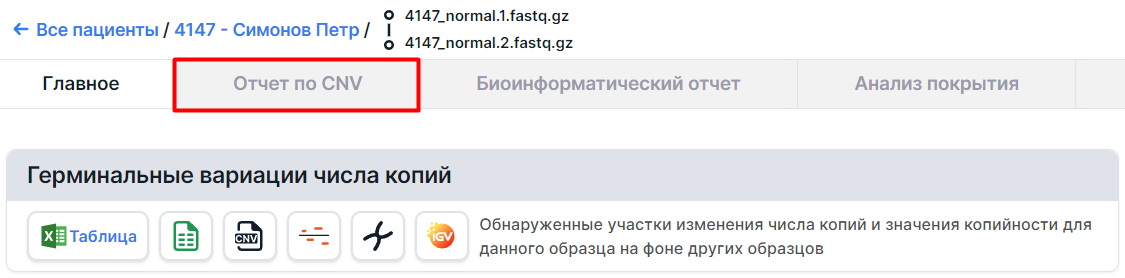 ← Все пациенты / 4147 - Симонов Петр /
4147_normal.1.fastq.gz
4147_normal.2.fastq.gz
Главное
Отчет по CNV
Биоинформатический отчет
Анализ покрытия
Герминальные вариации числа копий
Таблица
CNV
IGV
Обнаруженные участки изменения числа копий и значения копийности для
данного образца на фоне других образцов